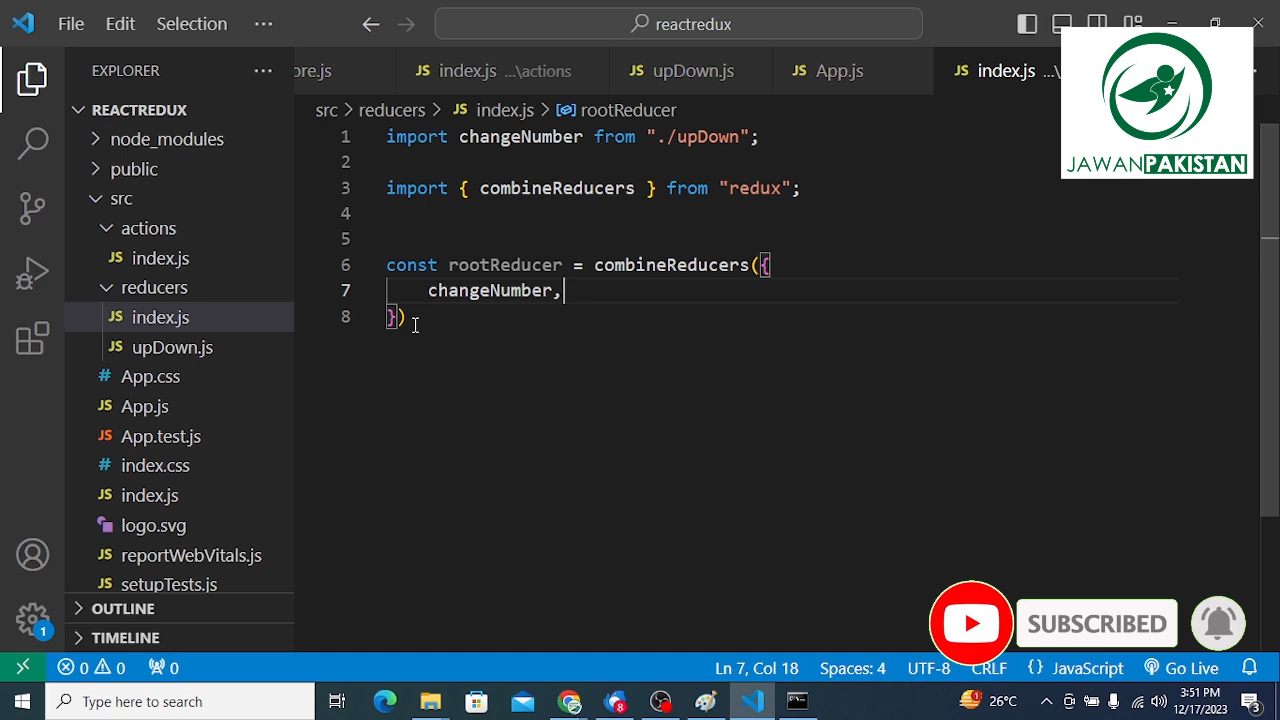 File Edit Selection ···
reactredux
EXPLORER ···
ore.js index.js ...\actions upDown.js App.js index.js
REACTREDUX
node_modules
public
src
actions
index.js
reducers
index.js
upDown.js
App.css
App.js
App.test.js
index.css
index.js
logo.svg
reportWebVitals.js
setupTests.js
OUTLINE
TIMELINE
src > reducers > JS index.js > rootReducer
1 import changeNumber from "./upDown";
2
3 import { combineReducers } from "redux";
4
5
6 const rootReducer = combineReducers({
7 changeNumber,
8 })
JAWANPAKISTAN
SUBSCRIBED
1
0 0 0 Ln 7, Col 18 Spaces: 4 UTF-8 CRLF {} JavaScript Go Live
Type here to search
8
26°C
3:51 PM
12/17/2023
3